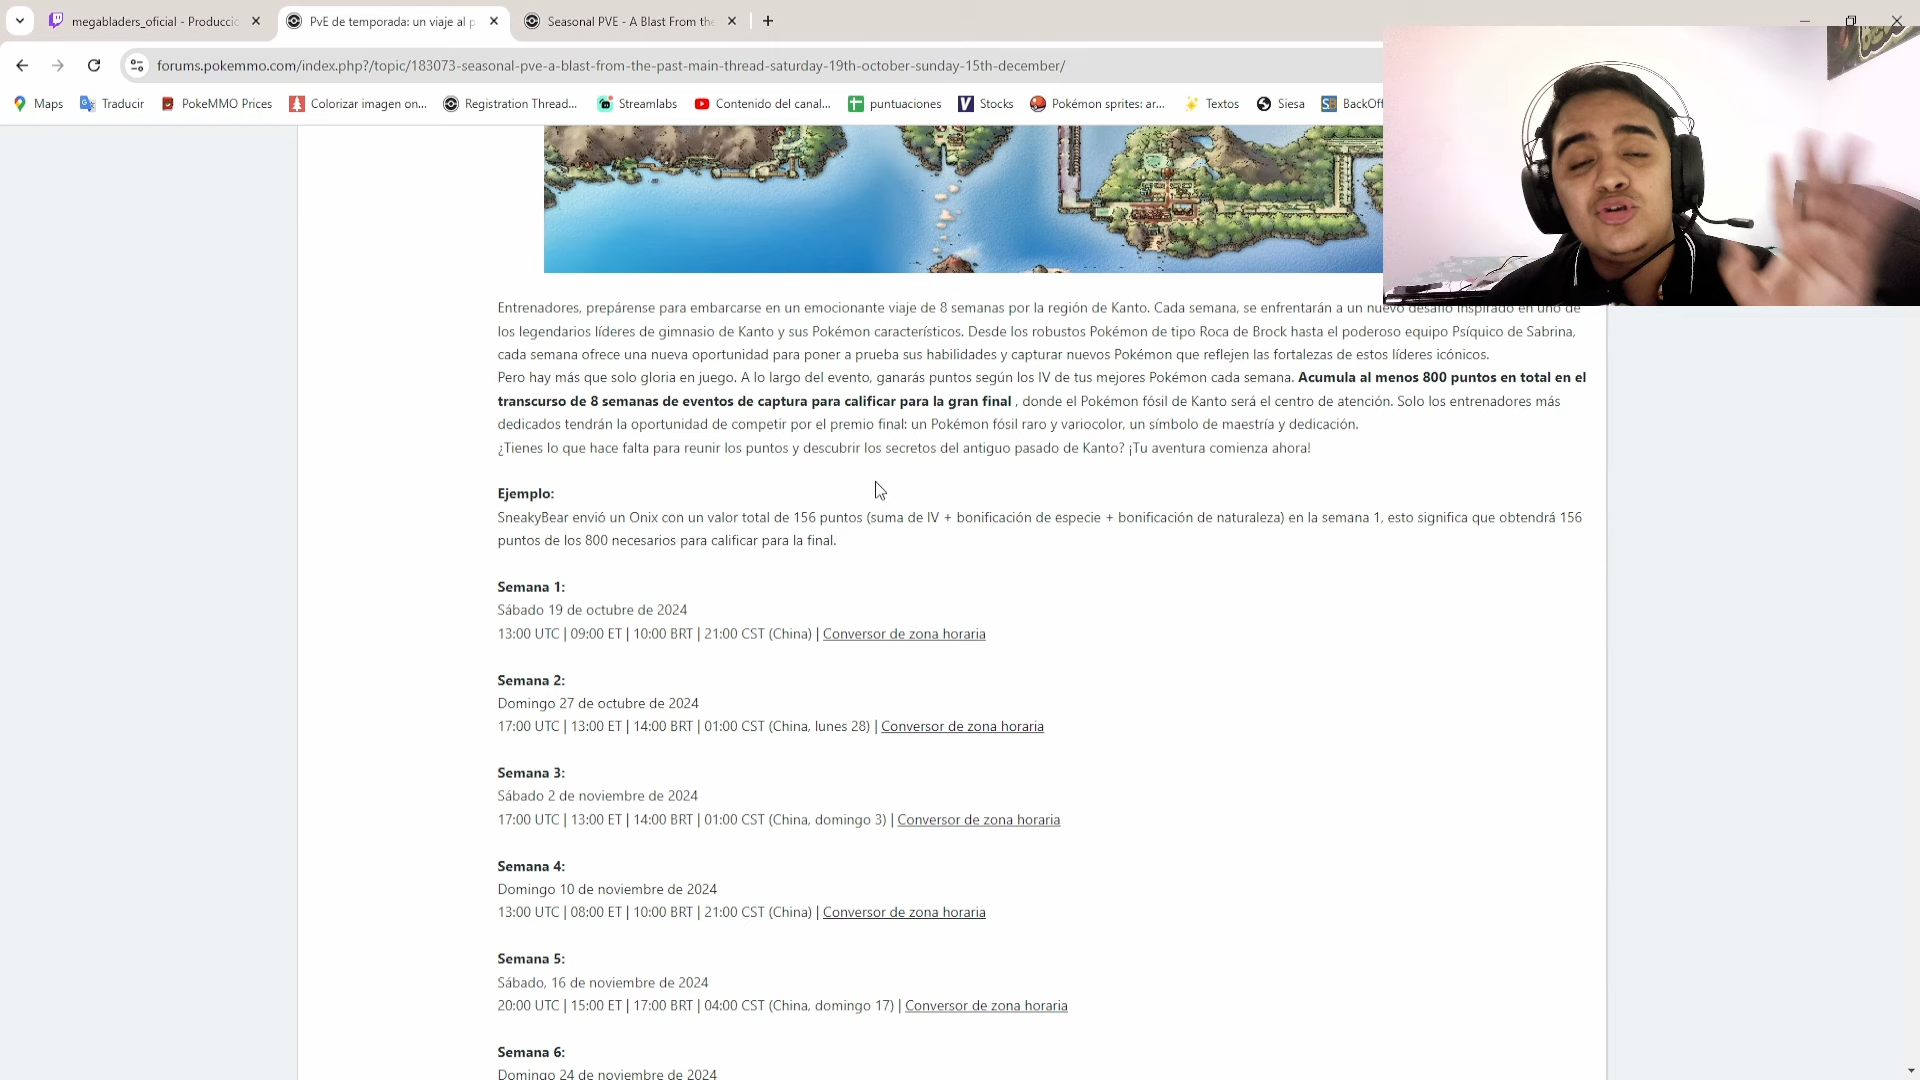 megabladers_oficial - Producció
PvE de temporada: un viaje al p
Seasonal PVE - A Blast From the
forums.pokemmo.com/index.php?/topic/183073-seasonal-pve-a-blast-from-the-past-main-thread-saturday-19th-october-sunday-15th-december/
Maps Traducir PokeMMO Prices Colorizar imagen on... Registration Thread... Streamlabs Contenido del canal... puntuaciones Stocks Pokémon sprites: ar... Textos Siesa BackOff
Entrenadores, prepárense para embarcarse en un emocionante viaje de 8 semanas por la región de Kanto. Cada semana, se enfrentarán a un nuevo desafío inspirado en uno de
los legendarios líderes de gimnasio de Kanto y sus Pokémon característicos. Desde los robustos Pokémon de tipo Roca de Brock hasta el poderoso equipo Psíquico de Sabrina,
cada semana ofrece una nueva oportunidad para poner a prueba sus habilidades y capturar nuevos Pokémon que reflejen las fortalezas de estos líderes icónicos.
Pero hay más que solo gloria en juego. A lo largo del evento, ganarás puntos según los IV de tus mejores Pokémon cada semana. Acumula al menos 800 puntos en total en el
transcurso de 8 semanas de eventos de captura para calificar para la gran final , donde el Pokémon fósil de Kanto será el centro de atención. Solo los entrenadores más
dedicados tendrán la oportunidad de competir por el premio final: un Pokémon fósil raro y variocolor, un símbolo de maestría y dedicación.
¿Tienes lo que hace falta para reunir los puntos y descubrir los secretos del antiguo pasado de Kanto? ¡Tu aventura comienza ahora!
Ejemplo:
SneakyBear envió un Onix con un valor total de 156 puntos (suma de IV + bonificación de especie + bonificación de naturaleza) en la semana 1, esto significa que obtendrá 156
puntos de los 800 necesarios para calificar para la final.
Semana 1:
Sábado 19 de octubre de 2024
13:00 UTC | 09:00 ET | 10:00 BRT | 21:00 CST (China) | Conversor de zona horaria
Semana 2:
Domingo 27 de octubre de 2024
17:00 UTC | 13:00 ET | 14:00 BRT | 01:00 CST (China, lunes 28) | Conversor de zona horaria
Semana 3:
Sábado 2 de noviembre de 2024
17:00 UTC | 13:00 ET | 14:00 BRT | 01:00 CST (China, domingo 3) | Conversor de zona horaria
Semana 4:
Domingo 10 de noviembre de 2024
13:00 UTC | 08:00 ET | 10:00 BRT | 21:00 CST (China) | Conversor de zona horaria
Semana 5:
Sábado, 16 de noviembre de 2024
20:00 UTC | 15:00 ET | 17:00 BRT | 04:00 CST (China, domingo 17) | Conversor de zona horaria
Semana 6:
Domingo 24 de noviembre de 2024